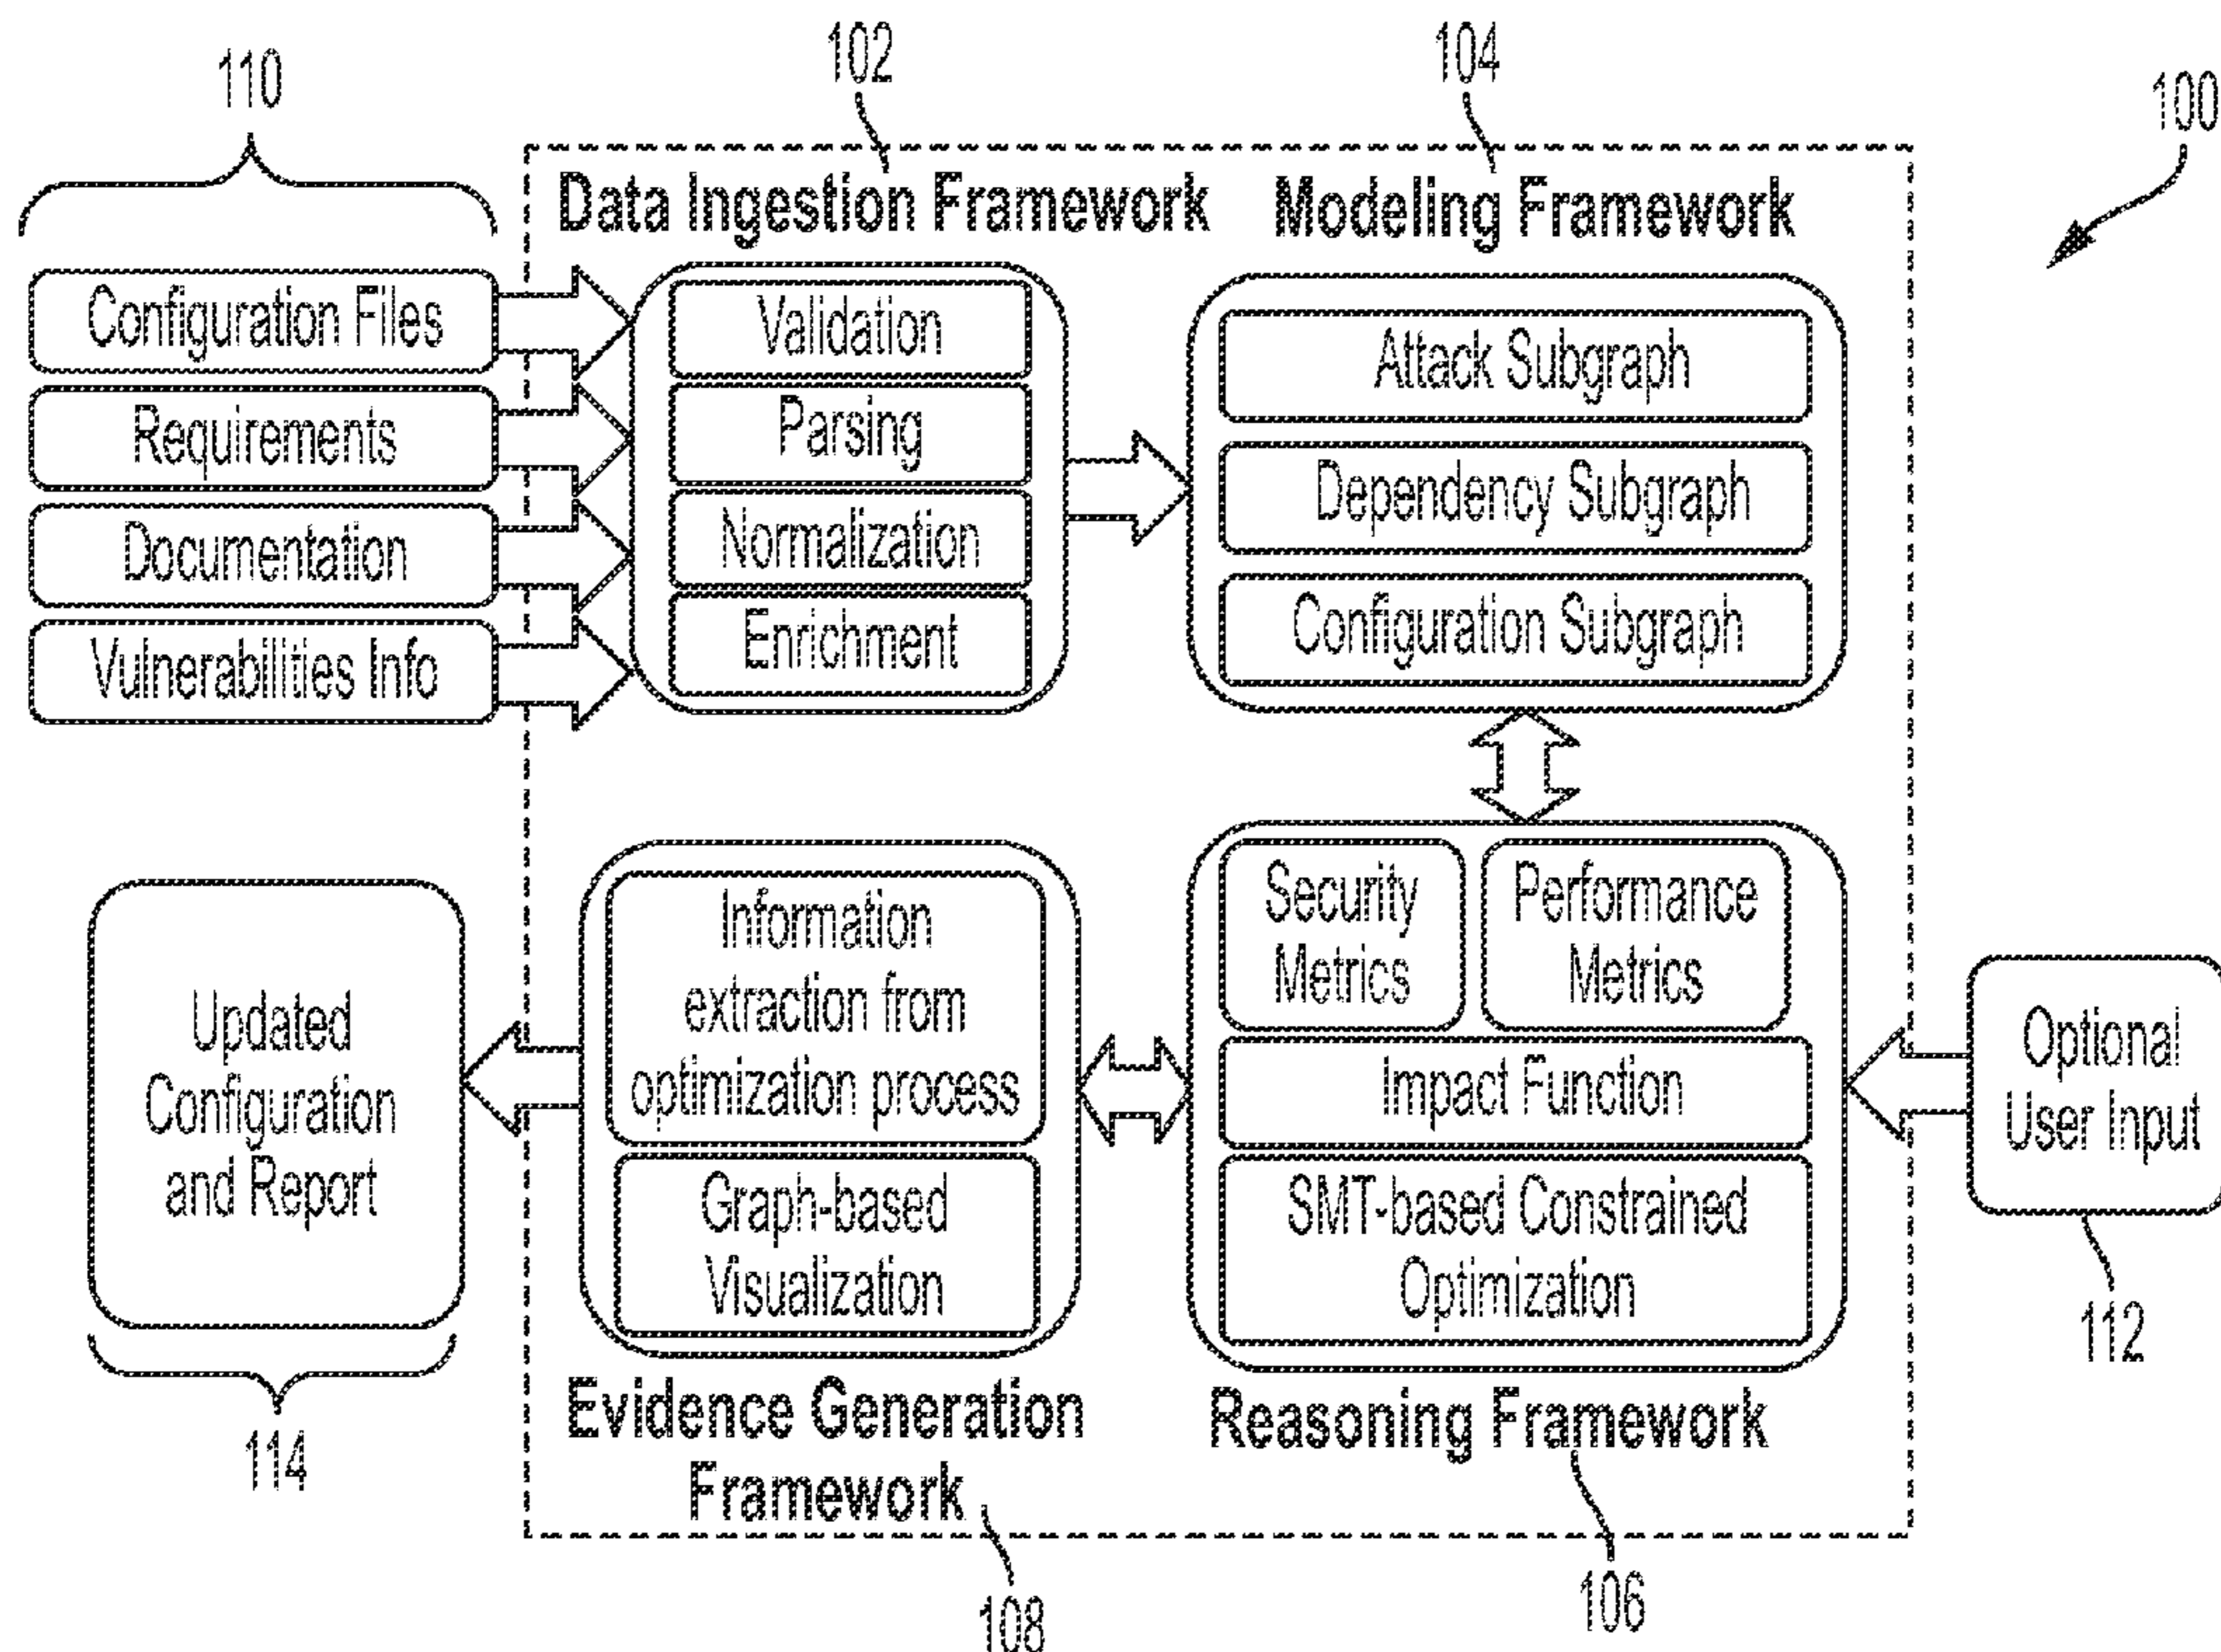 110
102
104
100
Data Ingestion Framework
Modeling Framework
Configuration Files
Requirements
Documentation
Vulnerabilities Info
Validation
Parsing
Normalization
Enrichment
Attack Subgraph
Dependency Subgraph
Configuration Subgraph
Updated
Configuration
and Report
114
Information
extraction from
optimization process
Graph-based
Visualization
Evidence Generation
Framework
108
Security
Metrics
Performance
Metrics
Impact Function
SMT-based Constrained
Optimization
Reasoning Framework
106
Optional
User Input
112